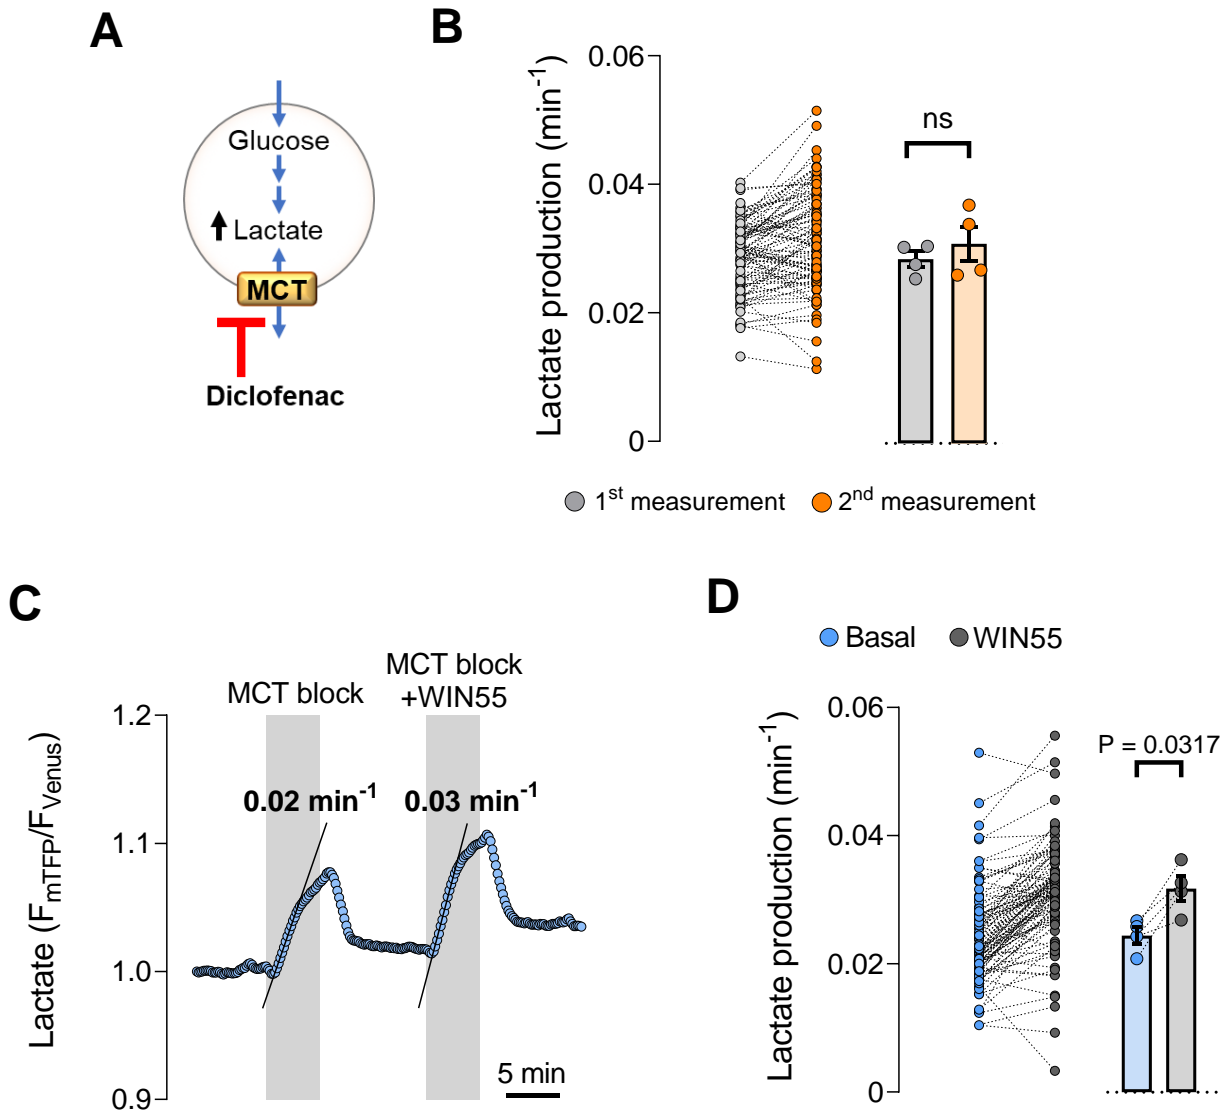 A
Glucose
Lactate
MCT
Diclofenac
B
Lactate production (min⁻¹)
0.06
0.04
0.02
0
ns
1ˢᵗ measurement
2ⁿᵈ measurement
C
Lactate (F_mTFP/F_Venus)
1.2
1.1
1.0
0.9
MCT block
MCT block
+WIN55
0.02 min⁻¹
0.03 min⁻¹
5 min
D
Basal
WIN55
Lactate production (min⁻¹)
0.06
0.04
0.02
0
P = 0.0317